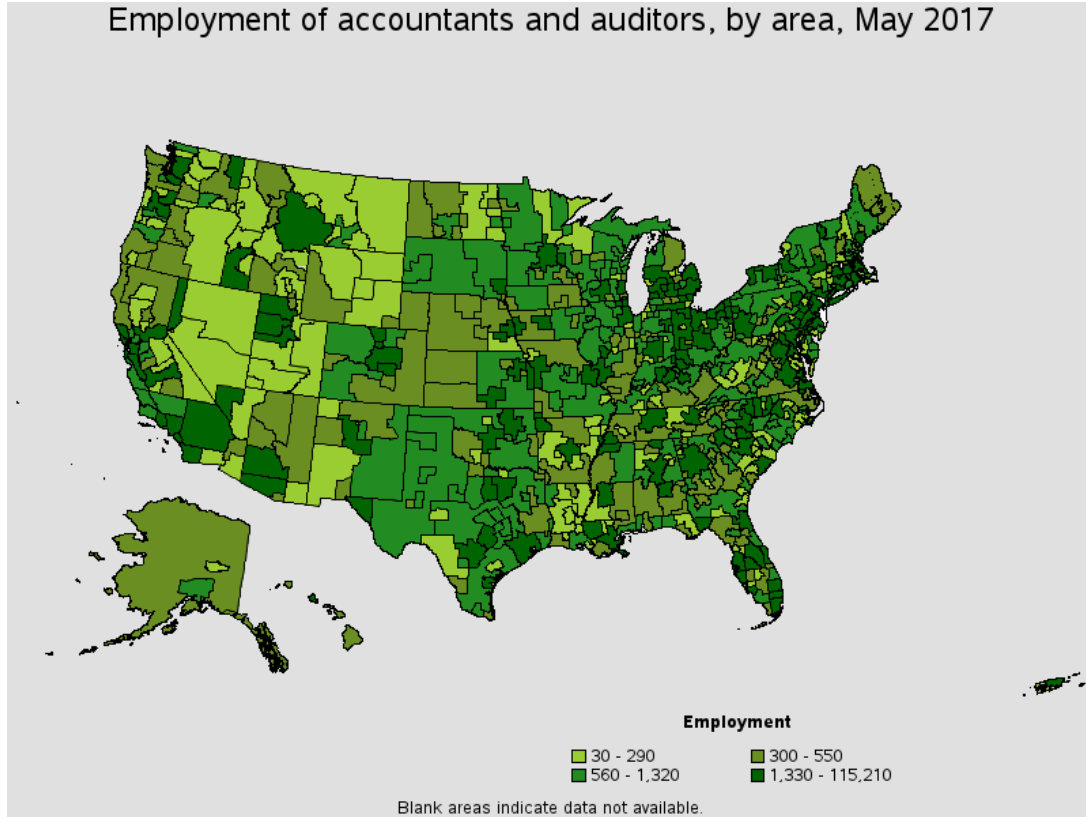 Employment of accountants and auditors, by area, May 2017
Employment
30 - 290 300 - 550
560 - 1,320 1,330 - 115,210
Blank areas indicate data not available.